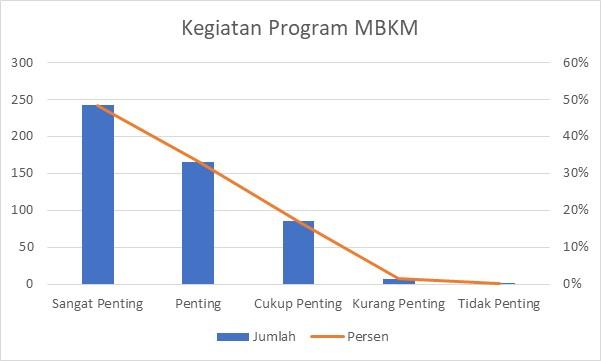 Kegiatan Program MBKM
300 60%
250 50%
200 40%
150 30%
100 20%
50 10%
0 0%
Sangat Penting Penting Cukup Penting Kurang Penting Tidak Penting
Jumlah Persen